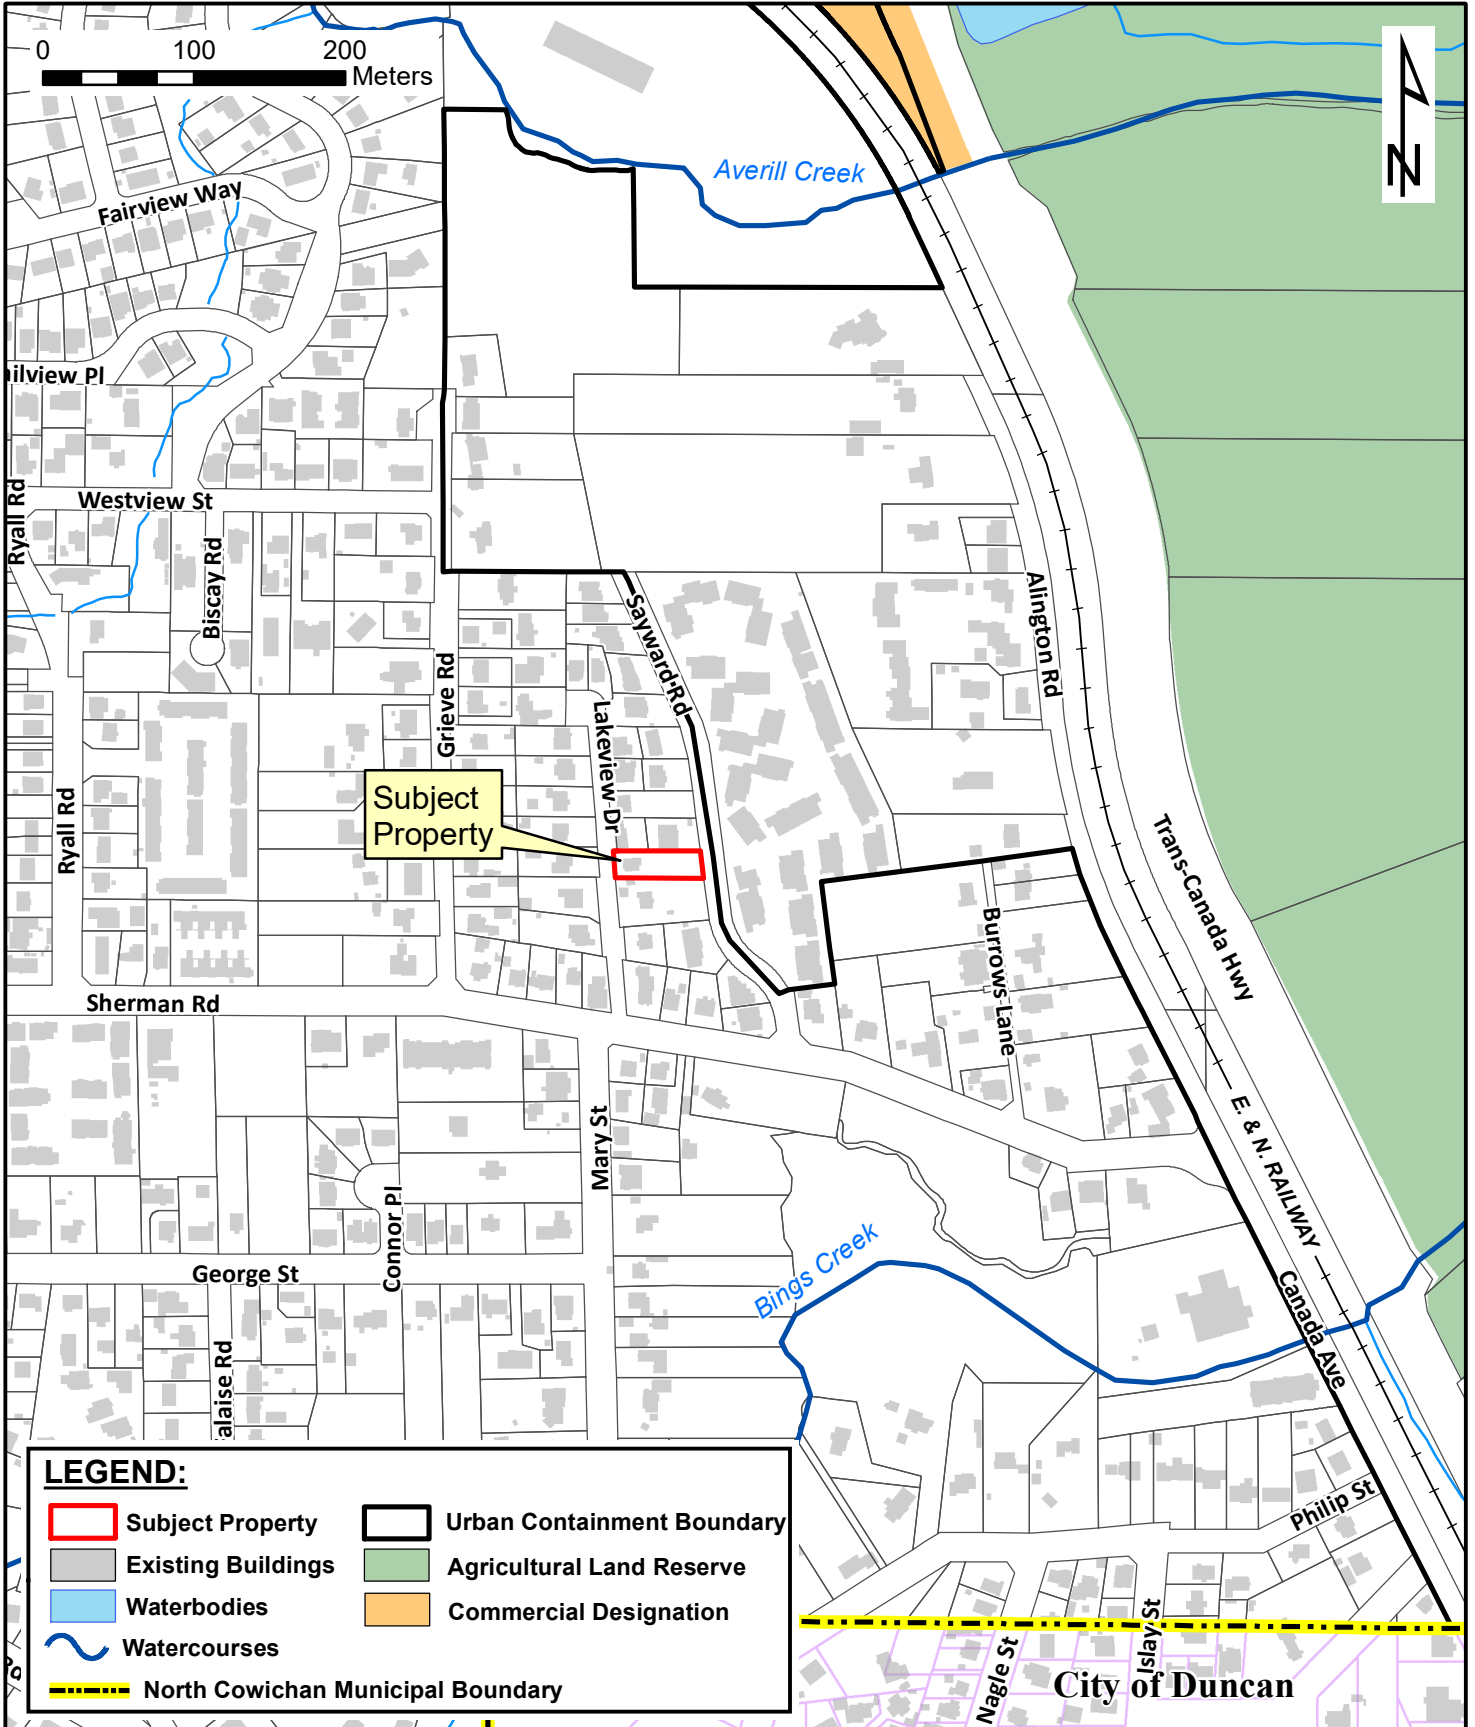 0 100 200
Meters
N
Averill Creek
Fairview Way
ailview Pl
Westview St
Ryall Rd
Biscay Rd
Sayward Rd
Alington Rd
Grieve Rd
Lakeview Dr
Subject
Property
Ryall Rd
Trans-Canada Hwy
Burrows Lane
Sherman Rd
Mary St
E. & N. RAILWAY
Connor Pl
Bings Creek
George St
Canada Ave
alaise Rd
Philip St
LEGEND:
Subject Property
Urban Containment Boundary
Existing Buildings
Agricultural Land Reserve
Waterbodies
Commercial Designation
Watercourses
North Cowichan Municipal Boundary
Nagle St
Islay St
City of Duncan